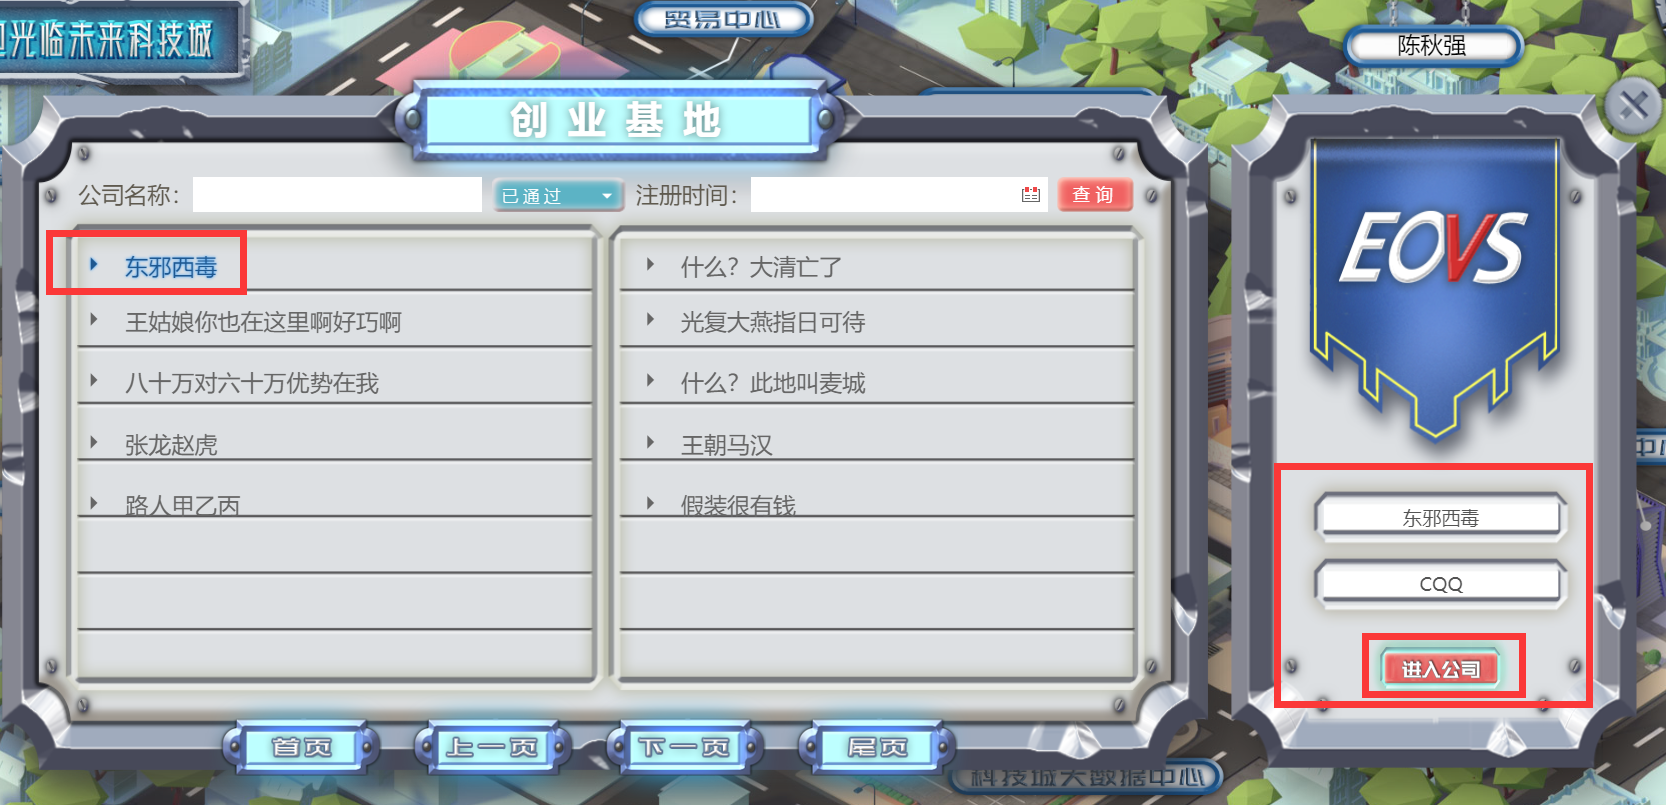 光临未来科技城
贸易中心
陈秋强
创业基地
公司名称：
已通过
注册时间：
查询
东邪西毒
什么？大清亡了
王姑娘你也在这里啊好巧啊
光复大燕指日可待
八十万对六十万优势在我
什么？此地叫麦城
张龙赵虎
王朝马汉
路人甲乙丙
假装很有钱
EOVS
东邪西毒
CQQ
进入公司
首页
上一页
下一页
尾页
科技城大数据中心
中心